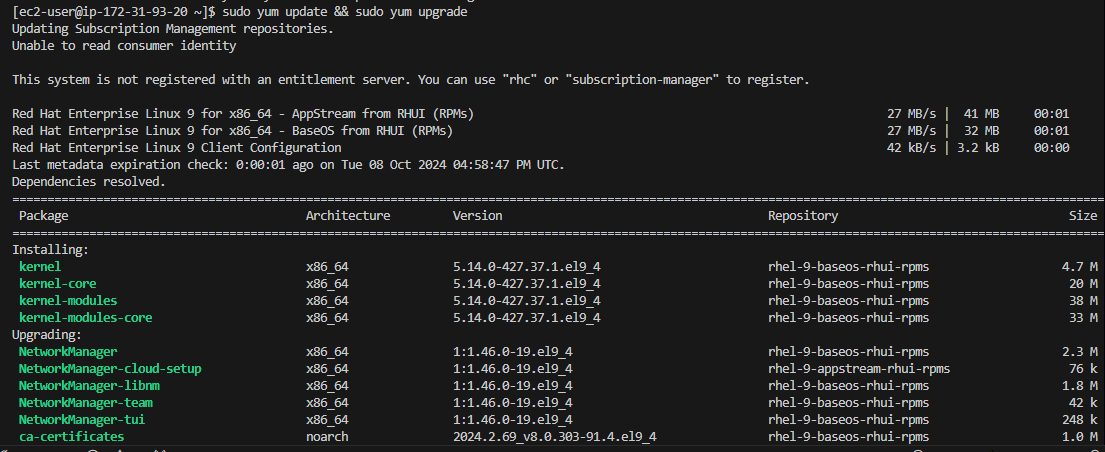 [ec2-user@ip-172-31-93-20 ~]$ sudo yum update && sudo yum upgrade
Updating Subscription Management repositories.
Unable to read consumer identity
This system is not registered with an entitlement server. You can use "rhc" or "subscription-manager" to register.
Red Hat Enterprise Linux 9 for x86_64 - AppStream from RHUI (RPMs) 27 MB/s | 41 MB 00:01
Red Hat Enterprise Linux 9 for x86_64 - BaseOS from RHUI (RPMs) 27 MB/s | 32 MB 00:01
Red Hat Enterprise Linux 9 Client Configuration 42 kB/s | 3.2 kB 00:00
Last metadata expiration check: 0:00:01 ago on Tue 08 Oct 2024 04:58:47 PM UTC.
Dependencies resolved.
Package Architecture Version Repository Size
Installing:
kernel x86_64 5.14.0-427.37.1.el9_4 rhel-9-baseos-rhui-rpms 4.7 M
kernel-core x86_64 5.14.0-427.37.1.el9_4 rhel-9-baseos-rhui-rpms 20 M
kernel-modules x86_64 5.14.0-427.37.1.el9_4 rhel-9-baseos-rhui-rpms 38 M
kernel-modules-core x86_64 5.14.0-427.37.1.el9_4 rhel-9-baseos-rhui-rpms 33 M
Upgrading:
NetworkManager x86_64 1:1.46.0-19.el9_4 rhel-9-baseos-rhui-rpms 2.3 M
NetworkManager-cloud-setup x86_64 1:1.46.0-19.el9_4 rhel-9-appstream-rhui-rpms 76 k
NetworkManager-libnm x86_64 1:1.46.0-19.el9_4 rhel-9-baseos-rhui-rpms 1.8 M
NetworkManager-team x86_64 1:1.46.0-19.el9_4 rhel-9-baseos-rhui-rpms 42 k
NetworkManager-tui x86_64 1:1.46.0-19.el9_4 rhel-9-baseos-rhui-rpms 248 k
ca-certificates noarch 2024.2.69_v8.0.303-91.4.el9_4 rhel-9-baseos-rhui-rpms 1.0 M